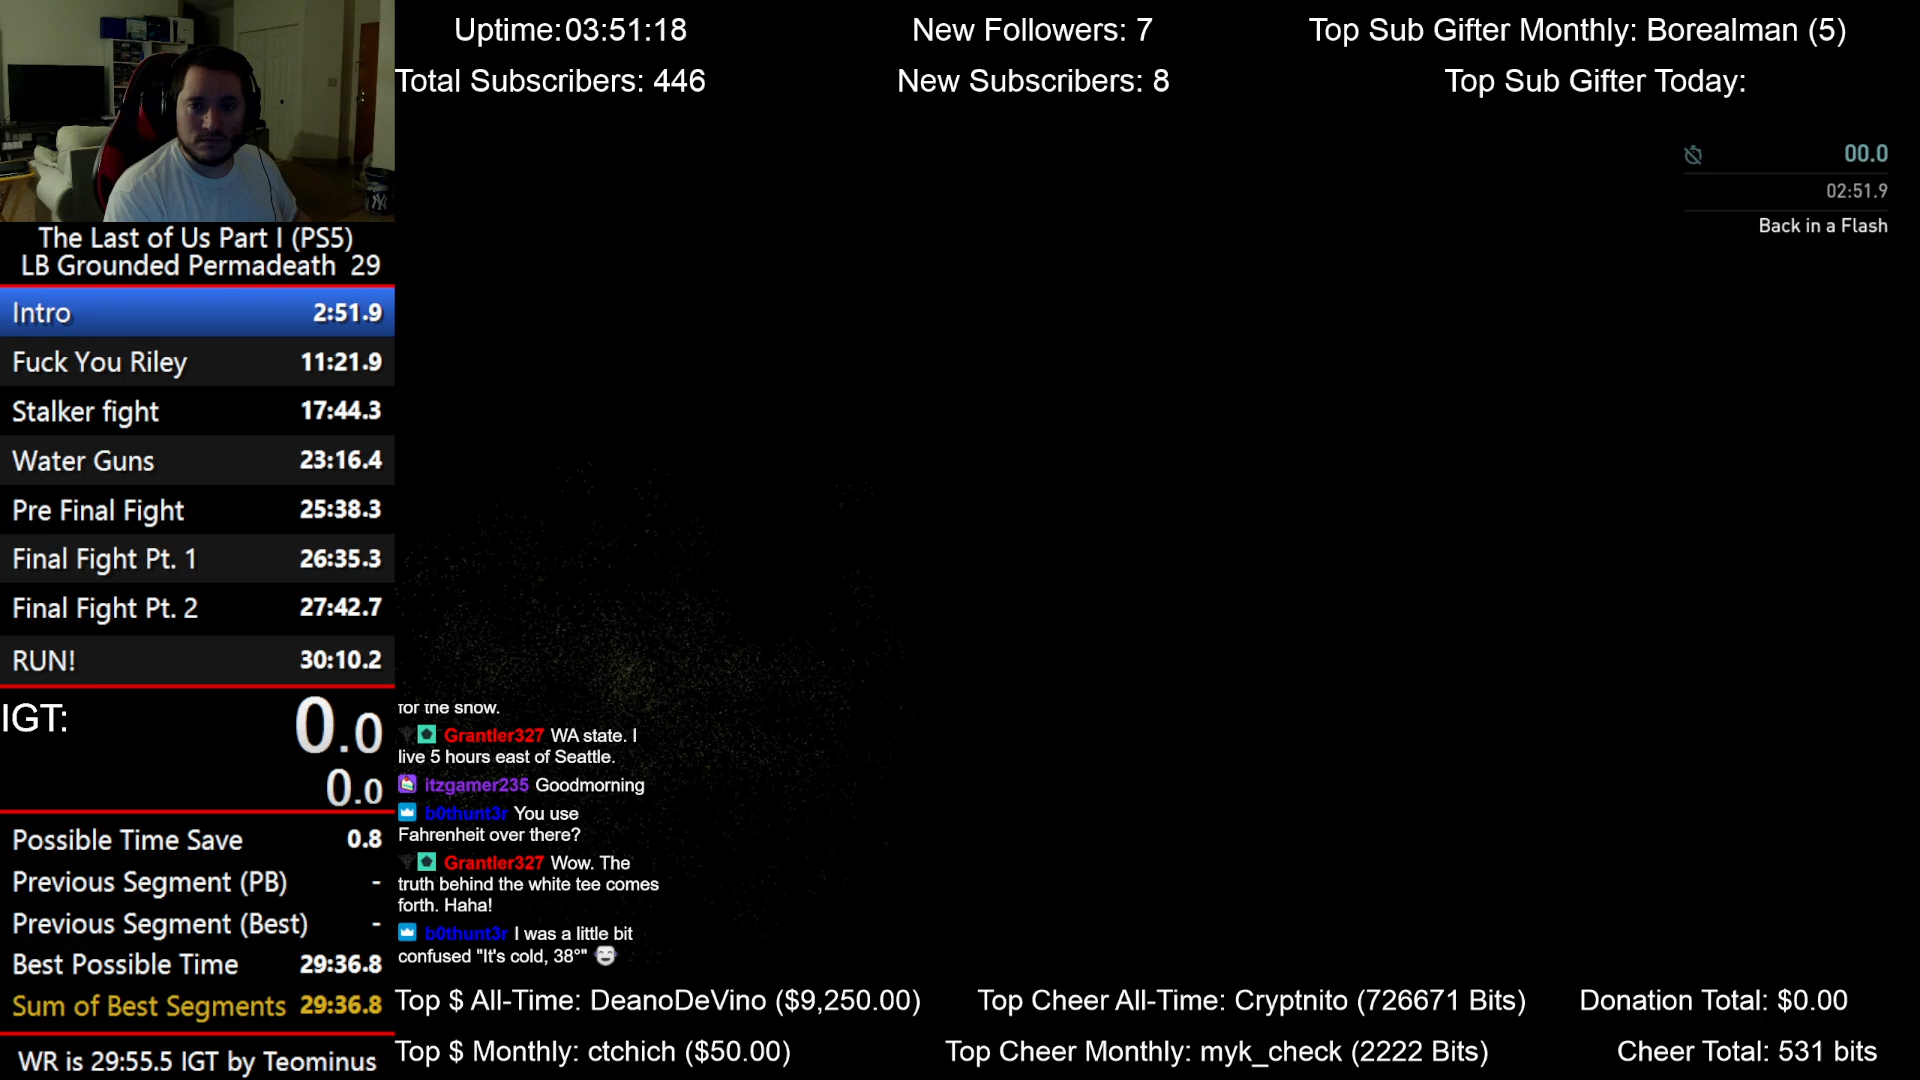 Uptime:03:51:18
New Followers: 7
Top Sub Gifter Monthly: Borealman (5)
Total Subscribers: 446
New Subscribers: 8
Top Sub Gifter Today:
00.0
02:51.9
Back in a Flash
The Last of Us Part I (PS5)
LB Grounded Permadeath 29
Intro 2:51.9
Fuck You Riley 11:21.9
Stalker fight 17:44.3
Water Guns 23:16.4
Pre Final Fight 25:38.3
Final Fight Pt. 1 26:35.3
Final Fight Pt. 2 27:42.7
RUN! 30:10.2
IGT: 0.0
0.0
Possible Time Save 0.8
Previous Segment (PB) -
Previous Segment (Best) -
Best Possible Time 29:36.8
Sum of Best Segments 29:36.8
WR is 29:55.5 IGT by Teominus
for the snow.
Grantler327 WA state. I
live 5 hours east of Seattle.
itzgamer235 Goodmorning
b0thunt3r You use
Fahrenheit over there?
Grantler327 Wow. The
truth behind the white tee comes
forth. Haha!
b0thunt3r I was a little bit
confused "It's cold, 38°"
Top $ All-Time: DeanoDeVino ($9,250.00)
Top Cheer All-Time: Cryptnito (726671 Bits)
Donation Total: $0.00
Top $ Monthly: ctchich ($50.00)
Top Cheer Monthly: myk_check (2222 Bits)
Cheer Total: 531 bits